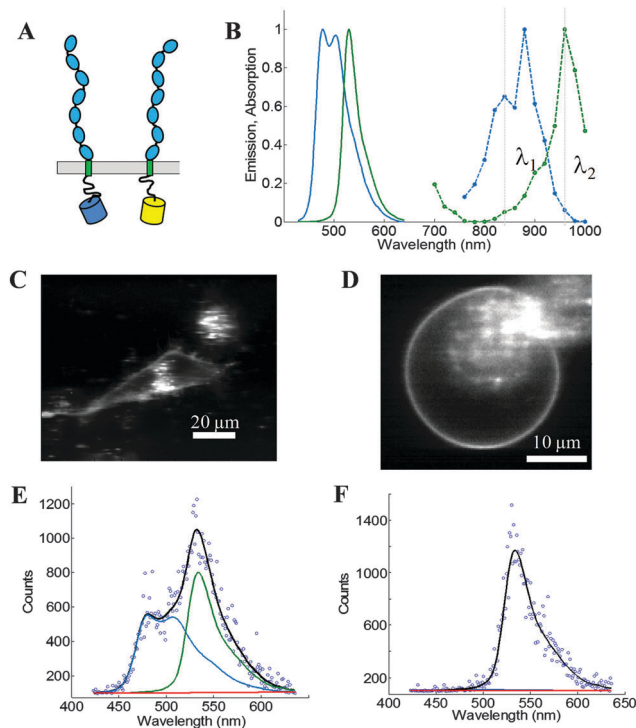 A
B
Emission, Absorption
1
0.8
0.6
0.4
0.2
0
λ1
λ2
500 600 700 800 900 1000
Wavelength (nm)
C
20 µm
D
10 µm
E
Counts
1200
1000
800
600
400
200
400 450 500 550 600
Wavelength (nm)
F
Counts
1400
1000
600
200
400 450 500 550 600 650
Wavelength (nm)